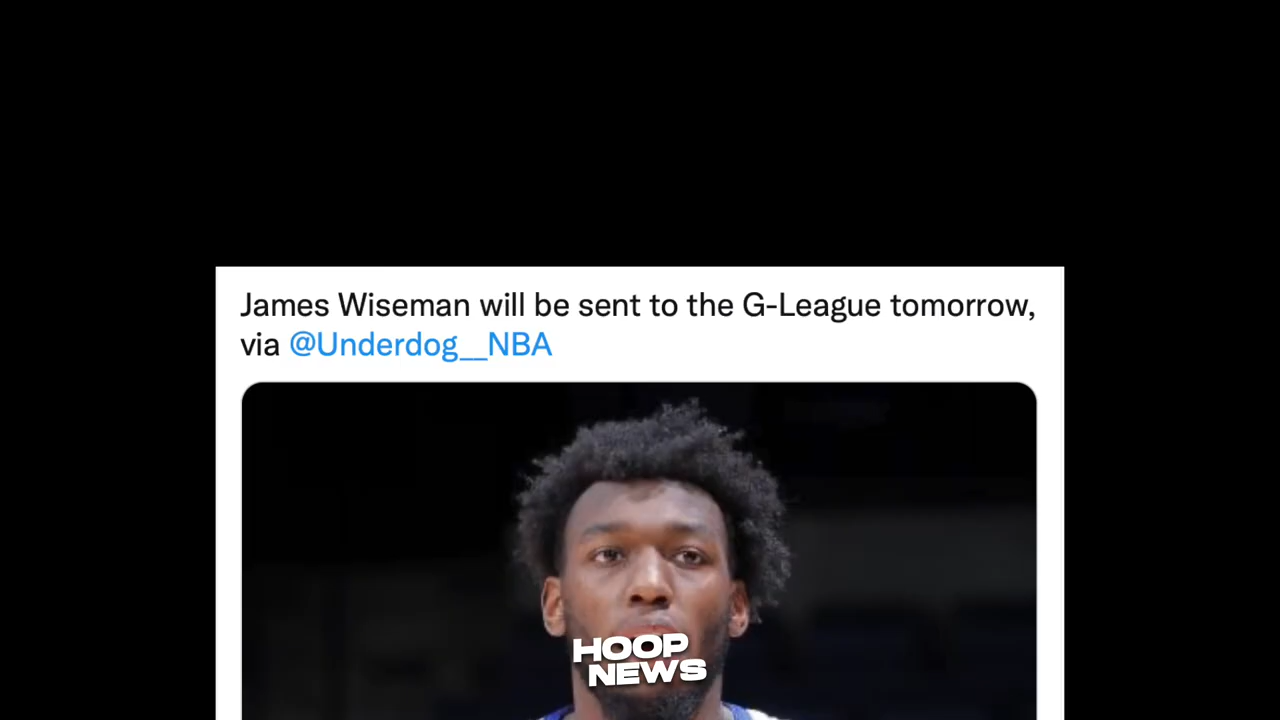 James Wiseman will be sent to the G-League tomorrow,
via @Underdog__NBA
HOOP
NEWS